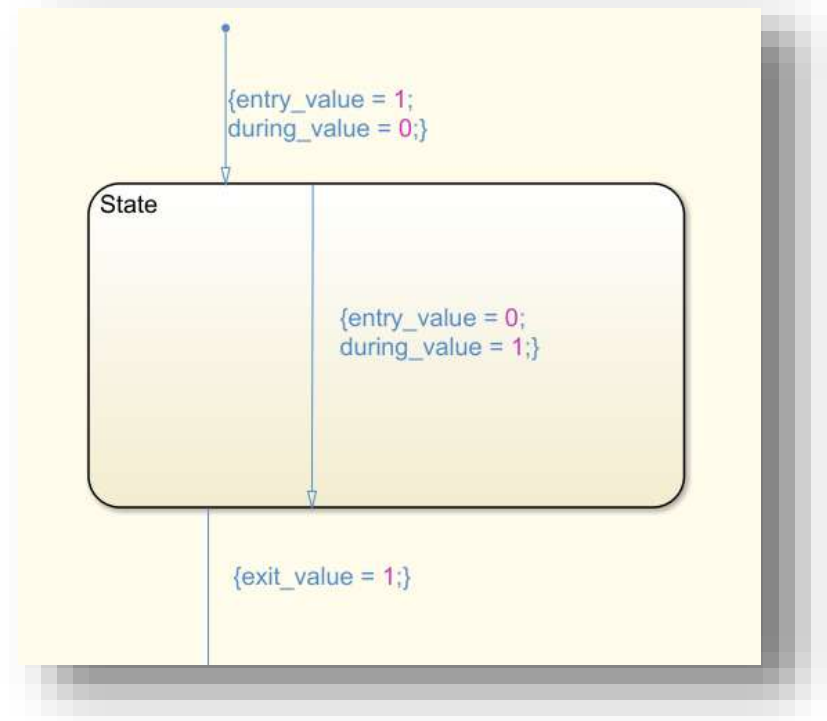 {entry_value = 1;
during_value = 0;}
State
{entry_value = 0;
during_value = 1;}
{exit_value = 1;}